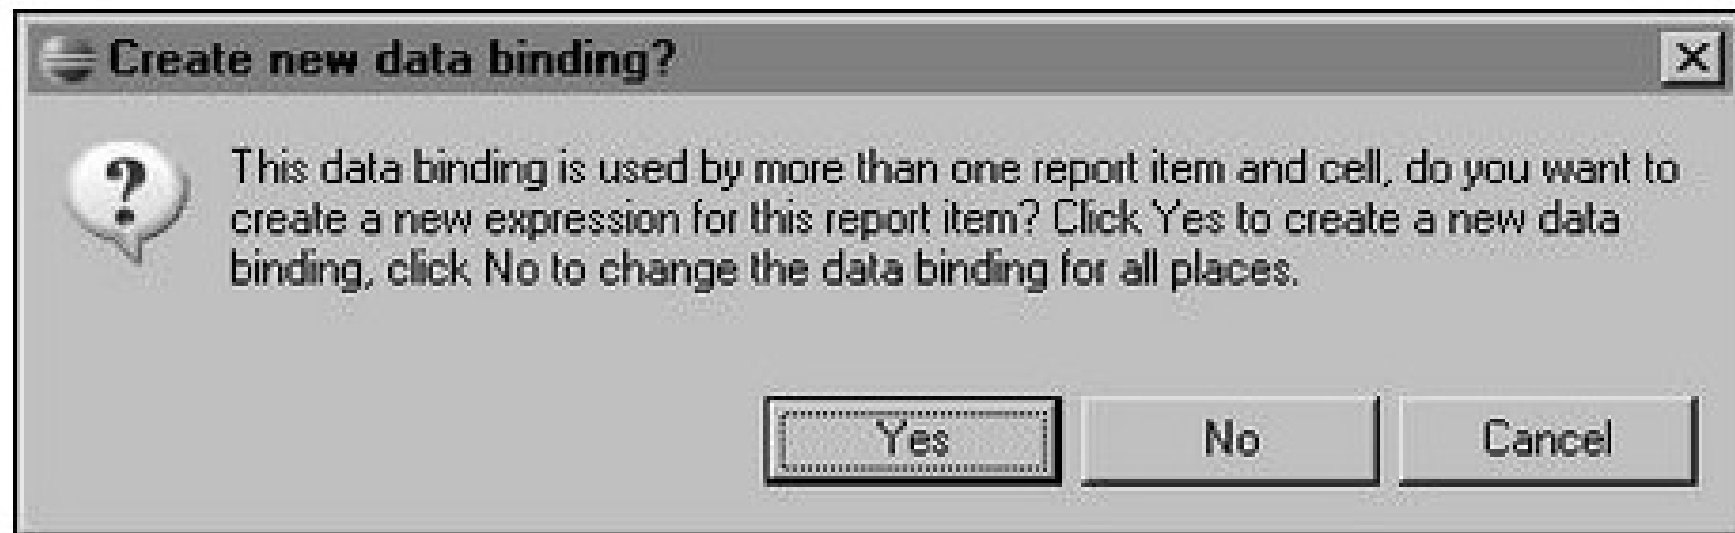 Create new data binding?
?
This data binding is used by more than one report item and cell, do you want to
create a new expression for this report item? Click Yes to create a new data
binding, click No to change the data binding for all places.
Yes No Cancel